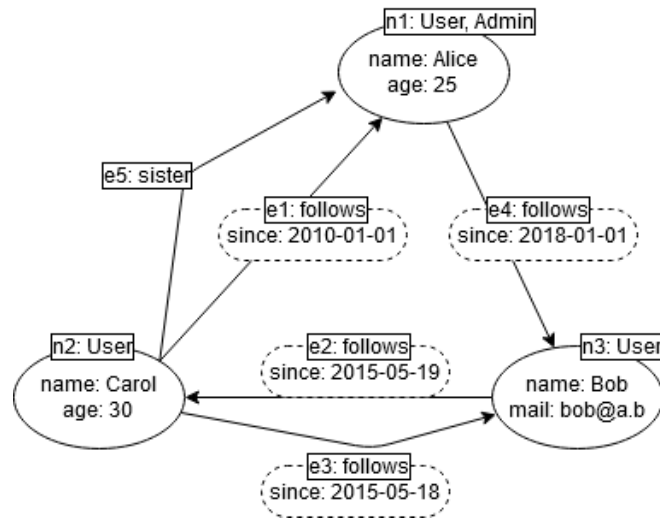 n1: User, Admin
name: Alice
age: 25
e5: sister
e1: follows
since: 2010-01-01
e4: follows
since: 2018-01-01
n2: User
name: Carol
age: 30
e2: follows
since: 2015-05-19
n3: User
name: Bob
mail: bob@a.b
e3: follows
since: 2015-05-18